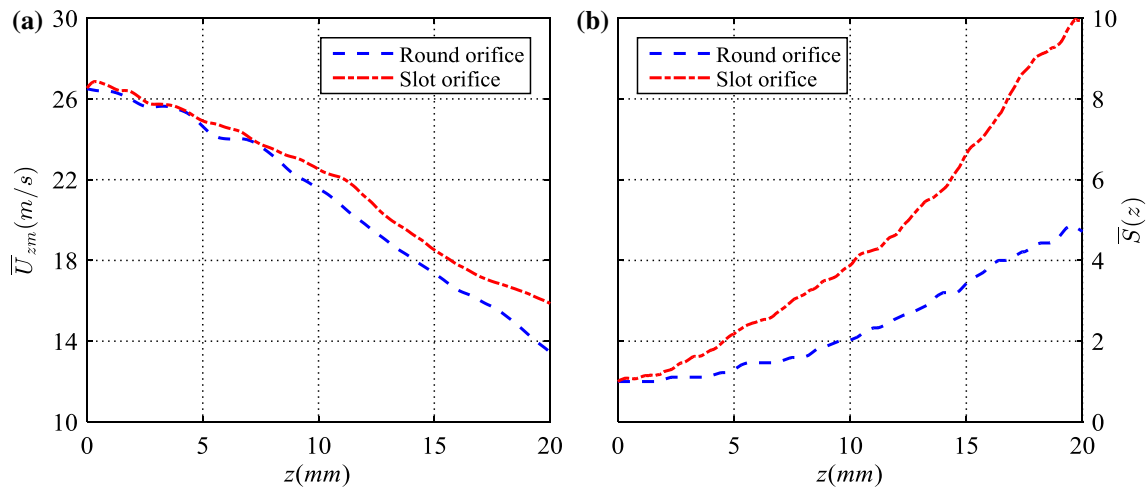 (a)
30
26
22
18
14
10
U̅zm(m/s)
Round orifice
Slot orifice
0 5 10 15 20
z(mm)
(b)
Round orifice
Slot orifice
10
8
6
4
2
0
S̅(z)
0 5 10 15 20
z(mm)